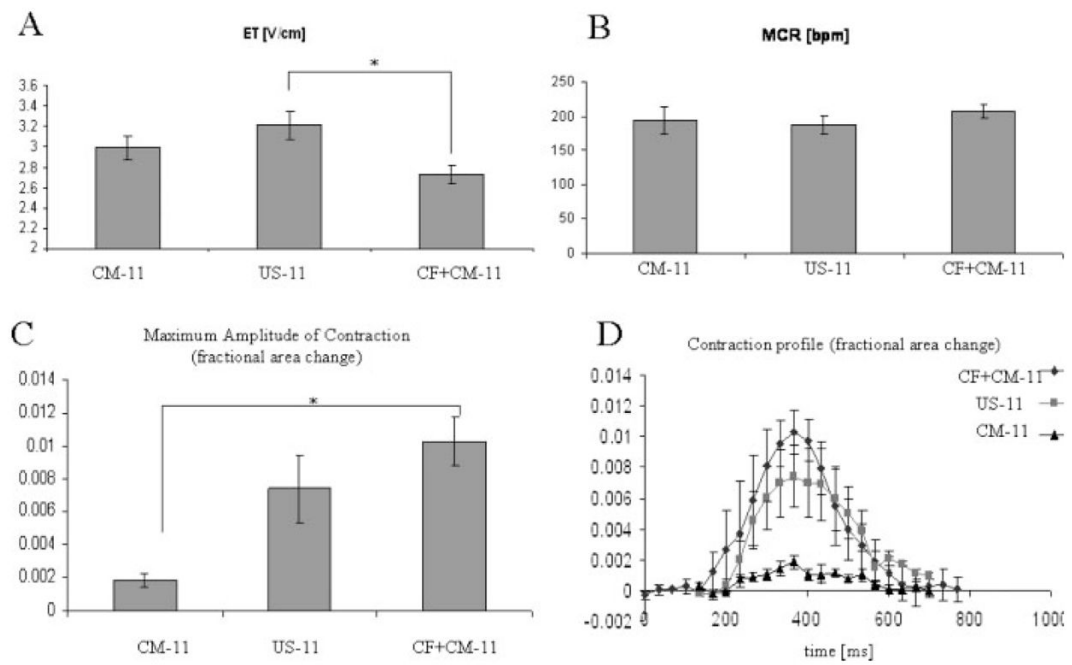 A
ET [V/cm]
*
3.6
3.4
3.2
3
2.8
2.6
2.4
2.2
2
CM-11
US-11
CF+CM-11
B
MCR [bpm]
250
200
150
100
50
0
CM-11
US-11
CF+CM-11
C
Maximum Amplitude of Contraction
(fractional area change)
*
0.014
0.012
0.01
0.008
0.006
0.004
0.002
0
CM-11
US-11
CF+CM-11
D
Contraction profile (fractional area change)
CF+CM-11
US-11
CM-11
0.014
0.012
0.01
0.008
0.006
0.004
0.002
0
-0.002
0
200
400
600
800
1000
time [ms]